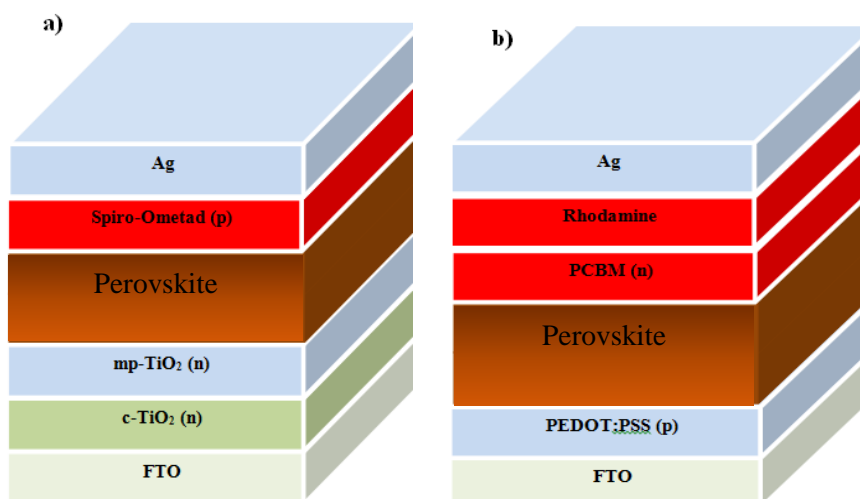 a)
Ag
Spiro-Ometad (p)
Perovskite
mp-TiO₂ (n)
c-TiO₂ (n)
FTO
b)
Ag
Rhodamine
PCBM (n)
Perovskite
PEDOT:PSS (p)
FTO